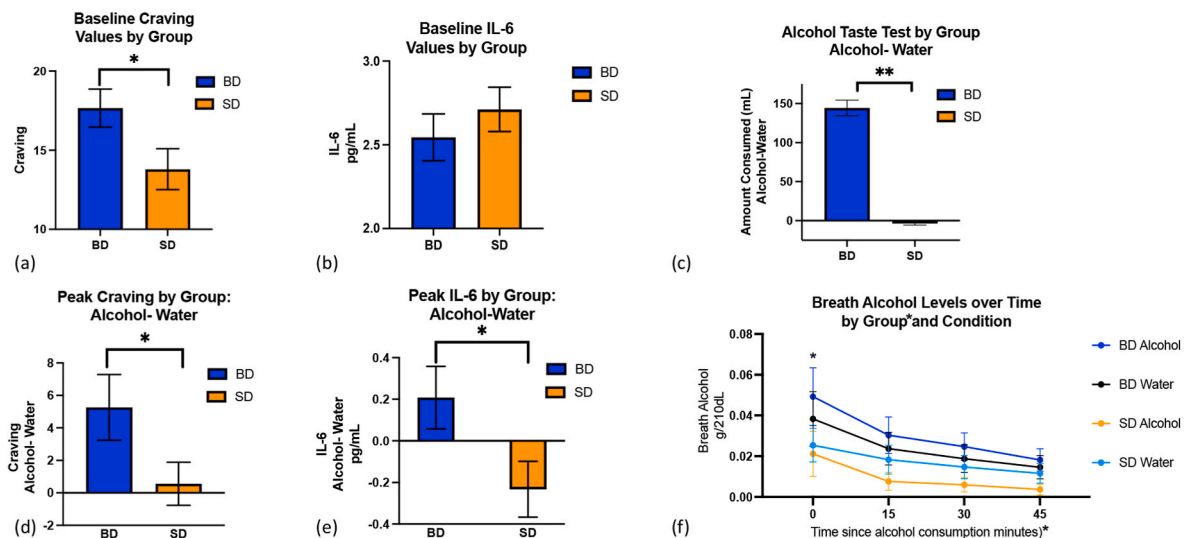 Baseline Craving
Values by Group
20
*
BD
SD
15
Craving
10
BD
SD
(a)
Baseline IL-6
Values by Group
3.0
BD
SD
2.5
IL-6
pg/mL
2.0
BD
SD
(b)
Alcohol Taste Test by Group
Alcohol- Water
**
BD
SD
150
100
50
0
Amount Consumed (mL)
Alcohol-Water
BD
SD
(c)
Peak Craving by Group:
Alcohol- Water
*
8
6
4
2
0
-2
BD
SD
Craving
Alcohol- Water
BD
SD
(d)
Peak IL-6 by Group:
Alcohol-Water
*
0.4
0.2
0.0
-0.2
-0.4
BD
SD
IL-6
Alcohol- Water
pg/mL
BD
SD
(e)
Breath Alcohol Levels over Time
by Group*and Condition
0.08
0.06
0.04
0.02
0.00
*
Breath Alcohol
g/210dL
BD Alcohol
BD Water
SD Alcohol
SD Water
0
15
30
45
Time since alcohol consumption minutes)*
(f)